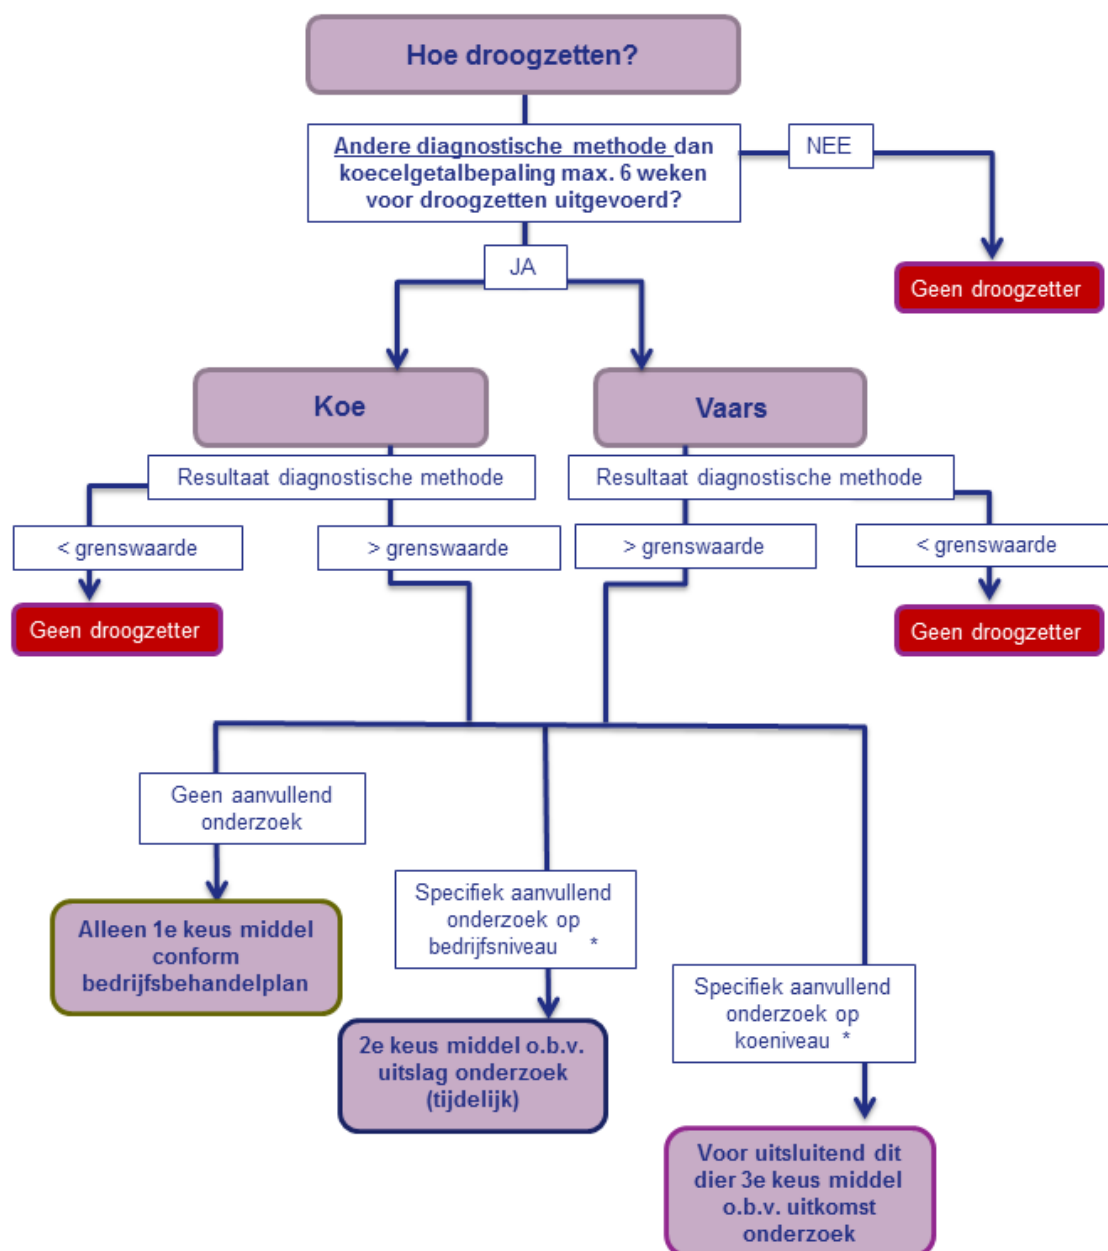 Hoe droogzetten?
Andere diagnostische methode dan
koecelgetalbepaling max. 6 weken
voor droogzetten uitgevoerd?
NEE
JA
Geen droogzetter
Koe
Vaars
Resultaat diagnostische methode
Resultaat diagnostische methode
< grenswaarde
> grenswaarde
> grenswaarde
< grenswaarde
Geen droogzetter
Geen droogzetter
Geen aanvullend
onderzoek
Alleen 1e keus middel
conform
bedrijfsbehandelplan
Specifiek aanvullend
onderzoek op
bedrijfsniveau *
2e keus middel o.b.v.
uitslag onderzoek
(tijdelijk)
Specifiek aanvullend
onderzoek op
koeniveau *
Voor uitsluitend dit
dier 3e keus middel
o.b.v. uitkomst
onderzoek